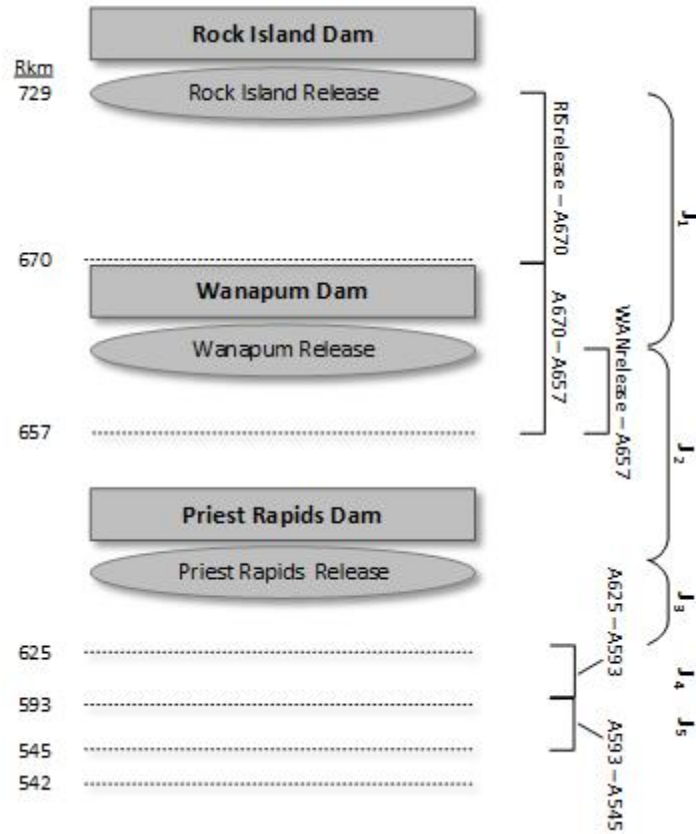 Rock Island Dam
Rkm
729
Rock Island Release
RISrelease – A670
J1
670
Wanapum Dam
A670 – A657
Wanapum Release
WANrelease – A657
657
J2
Priest Rapids Dam
Priest Rapids Release
A625 – A593
J3
625
J4
593
J5
545
A593 – A545
542